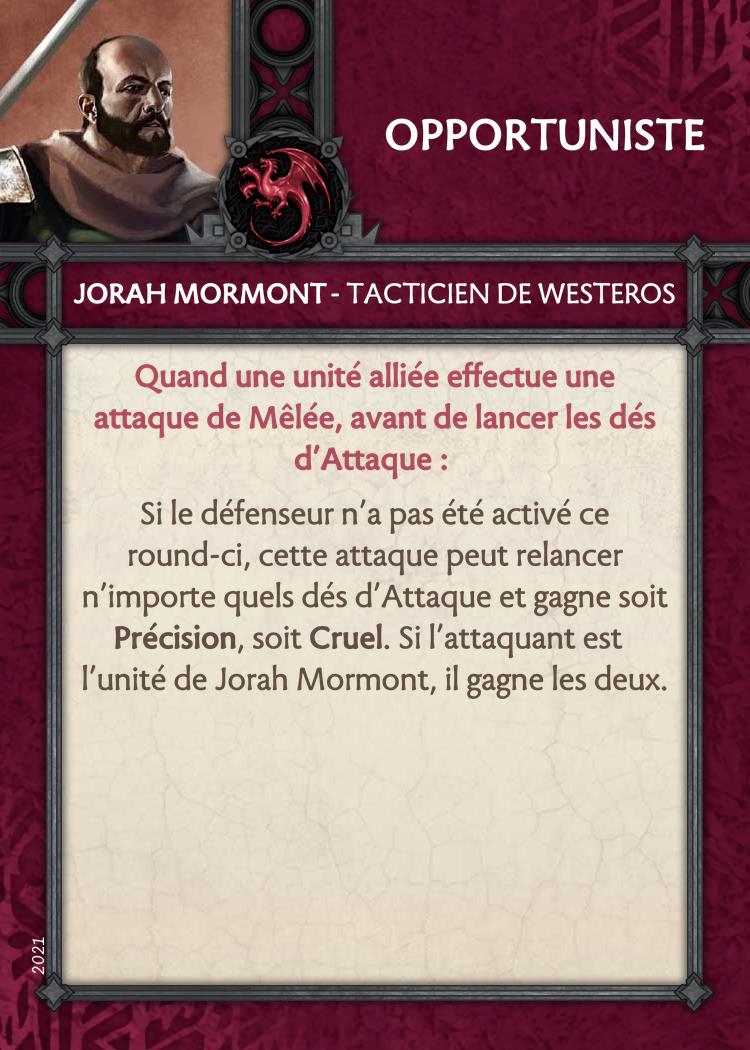 OPPORTUNISTE
JORAH MORMONT - TACTICIEN DE WESTEROS
Quand une unité alliée effectue une
attaque de Mêlée, avant de lancer les dés
d’Attaque :
Si le défenseur n’a pas été activé ce
round-ci, cette attaque peut relancer
n’importe quels dés d’Attaque et gagne soit
Précision, soit Cruel. Si l’attaquant est
l’unité de Jorah Mormont, il gagne les deux.
2021